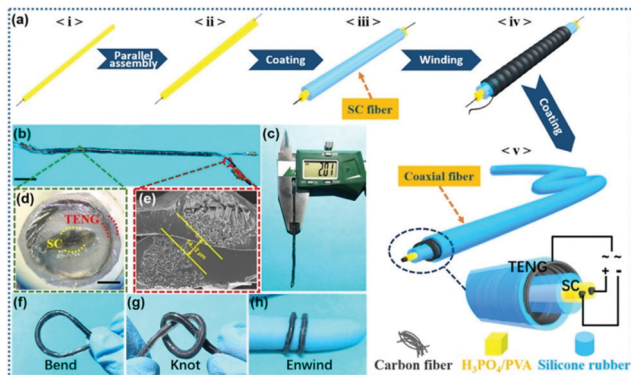 (a)
< i >
< ii >
< iii >
< iv >
Parallel
assembly
Coating
Winding
SC fiber
Coating
(b)
(c)
2.01
< v >
Coaxial fiber
(d)
TENG
SC
(e)
TENG
SC
~ ~
+ -
(f)
Bend
(g)
Knot
(h)
Enwind
Carbon fiber
H₃PO₄/PVA
Silicone rubber